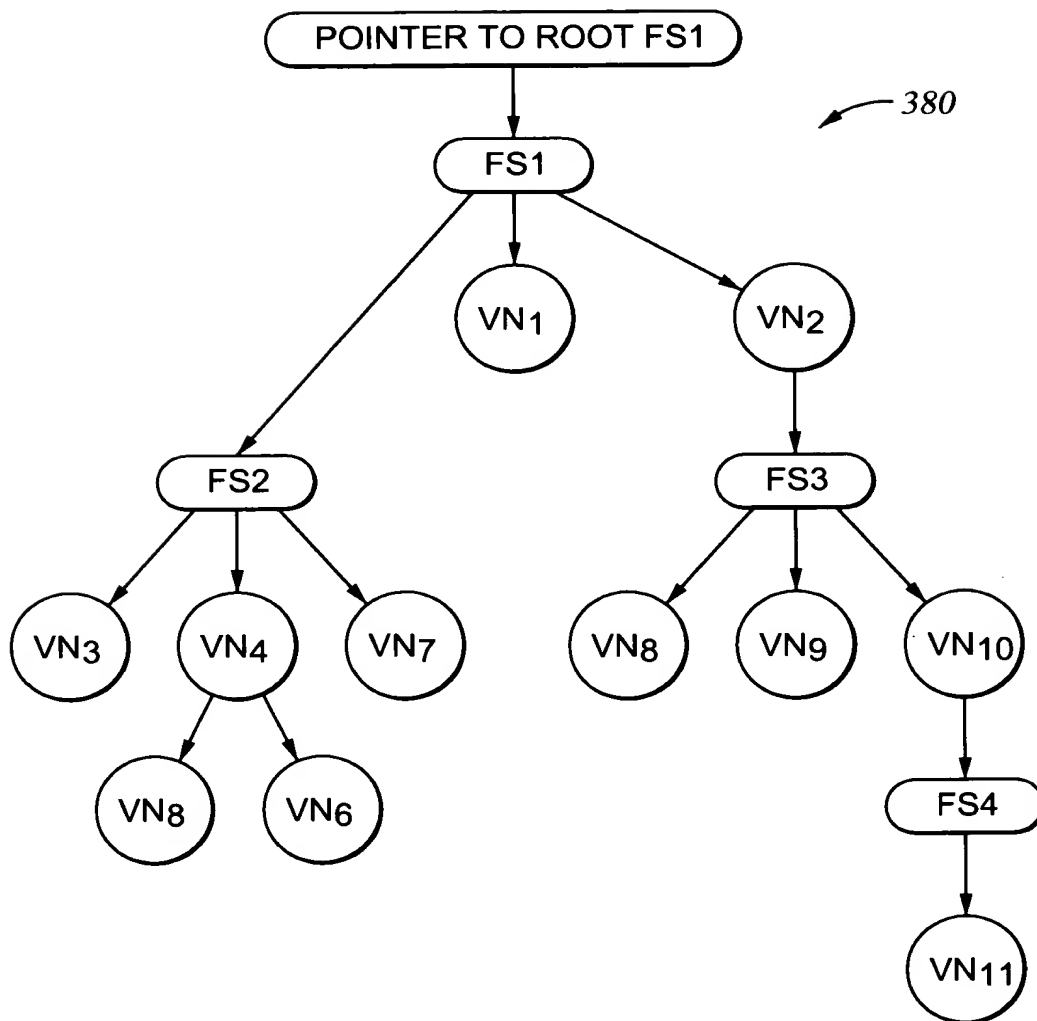 POINTER TO ROOT FS1
380
FS1
VN1
VN2
FS2
FS3
VN3
VN4
VN7
VN8
VN9
VN10
VN8
VN6
FS4
VN11